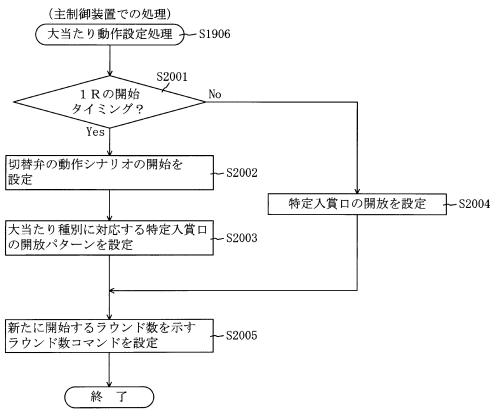 (主制御装置での処理)
大当たり動作設定処理
S1906
S2001
1Rの開始
タイミング?
No
Yes
切替弁の動作シナリオの開始を
設定
S2002
特定入賞口の開放を設定
S2004
大当たり種別に対応する特定入賞口
の開放パターンを設定
S2003
新たに開始するラウンド数を示す
ラウンド数コマンドを設定
S2005
終 了